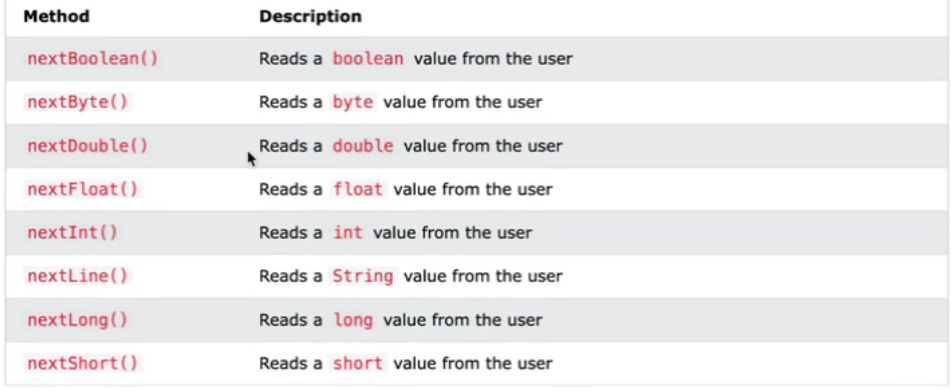 Method Description
nextBoolean() Reads a boolean value from the user
nextByte() Reads a byte value from the user
nextDouble() Reads a double value from the user
nextFloat() Reads a float value from the user
nextInt() Reads a int value from the user
nextLine() Reads a String value from the user
nextLong() Reads a long value from the user
nextShort() Reads a short value from the user